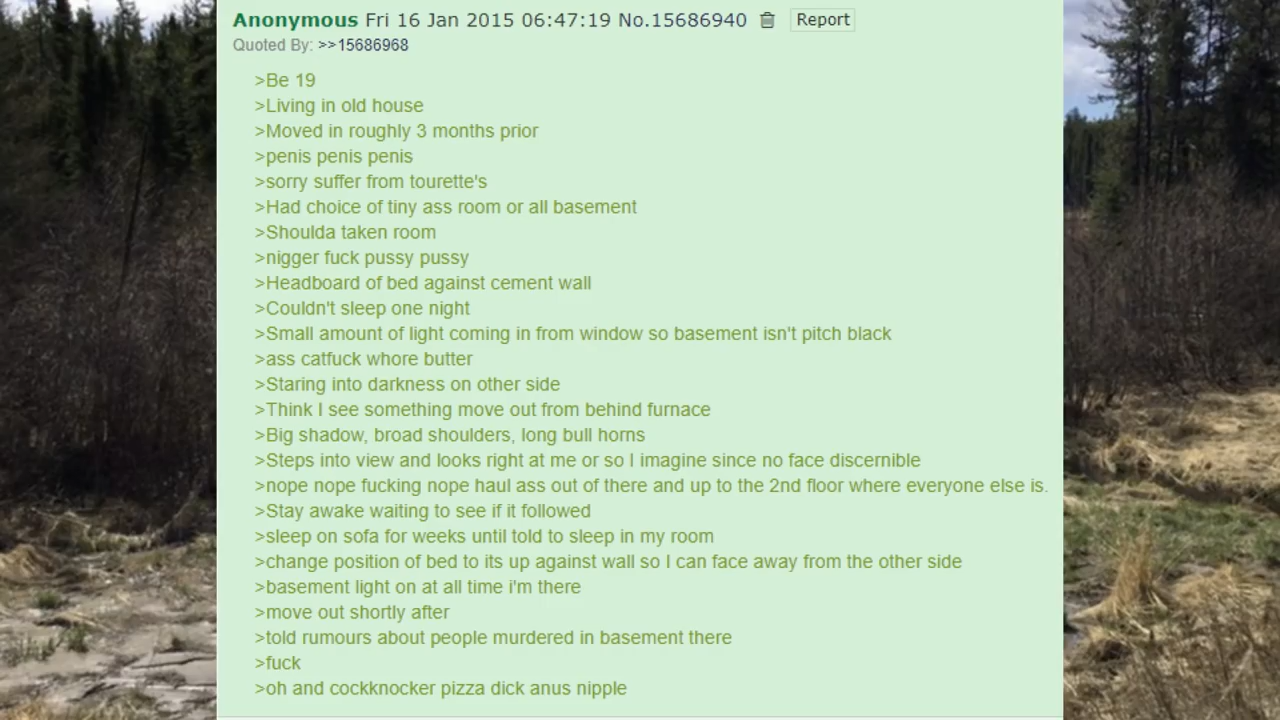 Anonymous Fri 16 Jan 2015 06:47:19 No.15686940 Report
Quoted By: >>15686968
>Be 19
>Living in old house
>Moved in roughly 3 months prior
>penis penis penis
>sorry suffer from tourette's
>Had choice of tiny ass room or all basement
>Shoulda taken room
>nigger fuck pussy pussy
>Headboard of bed against cement wall
>Couldn't sleep one night
>Small amount of light coming in from window so basement isn't pitch black
>ass catfuck whore butter
>Staring into darkness on other side
>Think I see something move out from behind furnace
>Big shadow, broad shoulders, long bull horns
>Steps into view and looks right at me or so I imagine since no face discernible
>nope nope fucking nope haul ass out of there and up to the 2nd floor where everyone else is.
>Stay awake waiting to see if it followed
>sleep on sofa for weeks until told to sleep in my room
>change position of bed to its up against wall so I can face away from the other side
>basement light on at all time i'm there
>move out shortly after
>told rumours about people murdered in basement there
>fuck
>oh and cockknocker pizza dick anus nipple